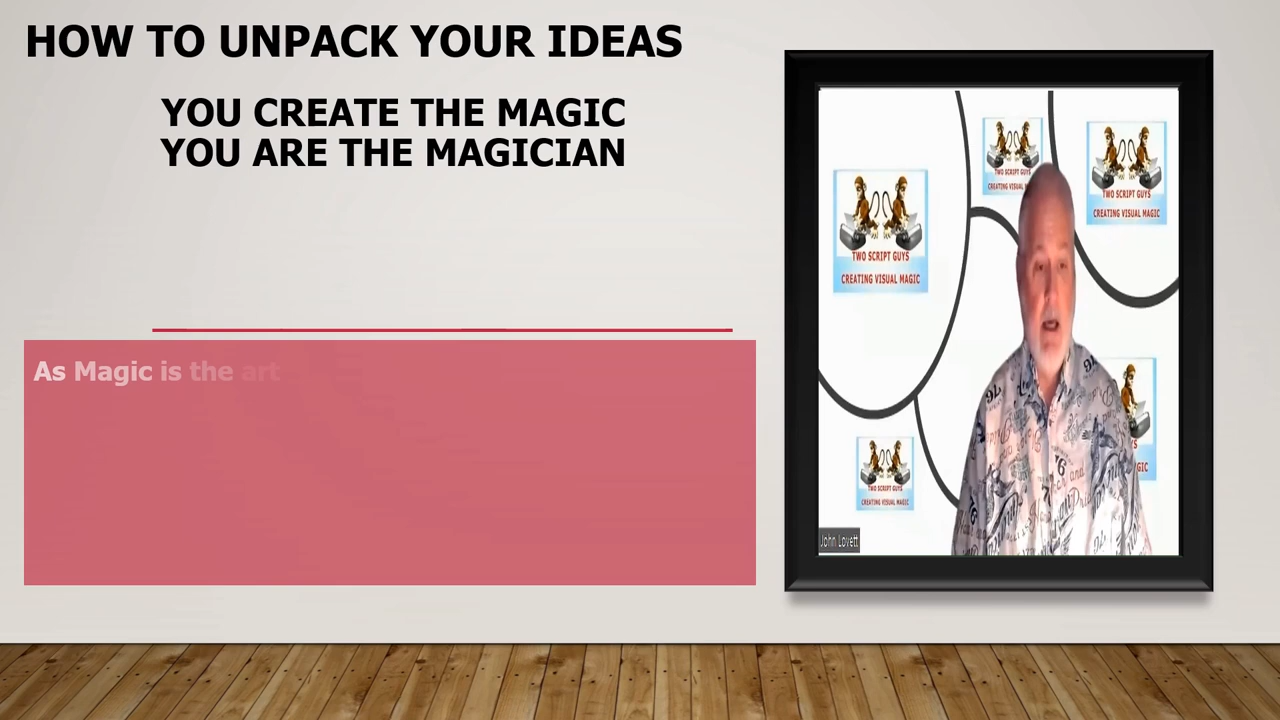 HOW TO UNPACK YOUR IDEAS
YOU CREATE THE MAGIC
YOU ARE THE MAGICIAN
As Magic is the art
TWO SCRIPT GUYS
CREATING VISUAL MAGIC
TWO SCRIPT GUYS
CREATING VISUAL
TWO SCRIPT GUYS
CREATING VISUAL MAGIC
TWO SCRIPT GUYS
CREATING VISUAL MAGIC
John Lovett